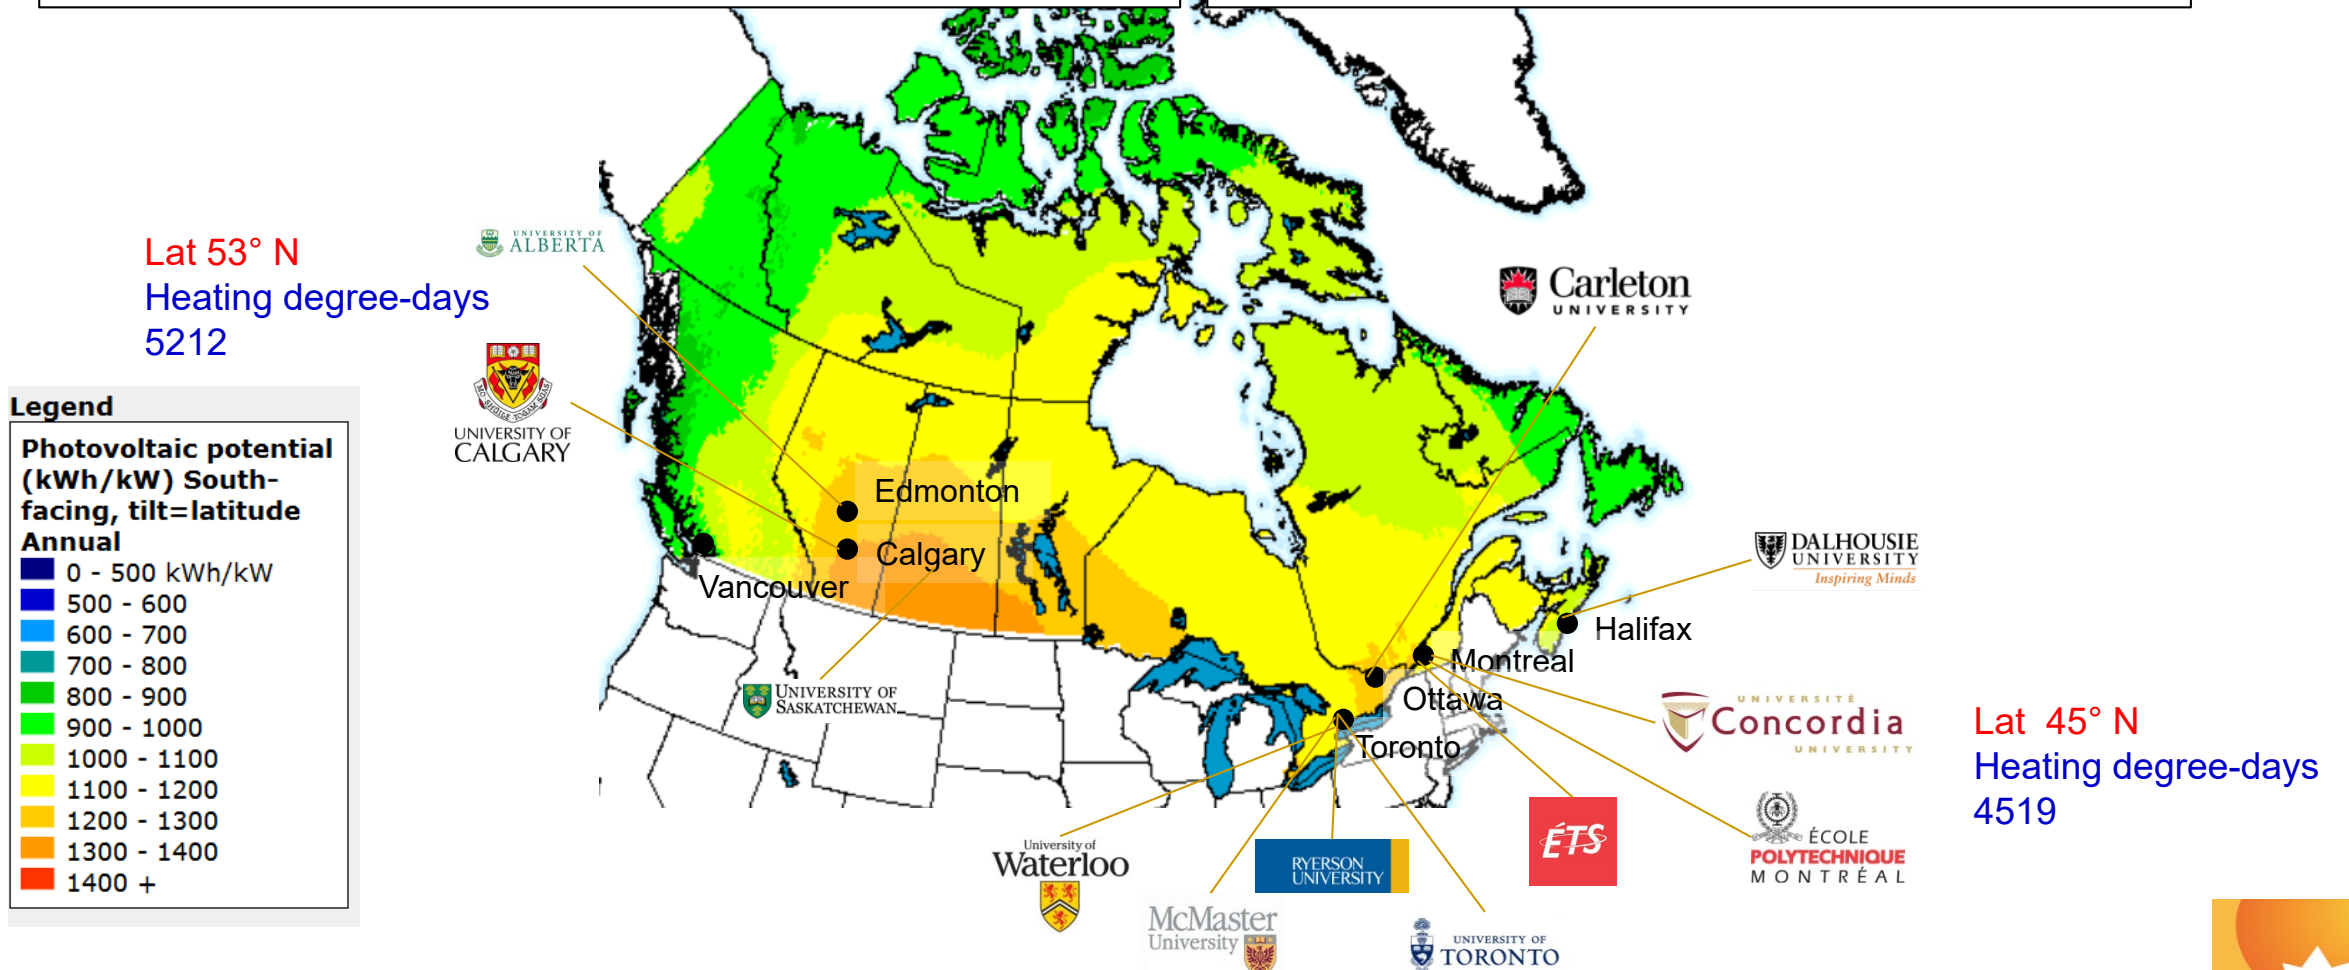 UNIVERSITY OF
ALBERTA
Lat 53° N
Heating degree-days
5212
UNIVERSITY OF
CALGARY
Legend
Photovoltaic potential
(kWh/kW) South-
facing, tilt=latitude
Annual
0 - 500 kWh/kW
500 - 600
600 - 700
700 - 800
800 - 900
900 - 1000
1000 - 1100
1100 - 1200
1200 - 1300
1300 - 1400
1400 +
Carleton
UNIVERSITY
Edmonton
Calgary
Vancouver
UNIVERSITY OF
SASKATCHEWAN
DALHOUSIE
UNIVERSITY
Inspiring Minds
Halifax
Montreal
Ottawa
Toronto
UNIVERSITÉ
Concordia
UNIVERSITY
Lat 45° N
Heating degree-days
4519
University of
Waterloo
McMaster
University
RYERSON
UNIVERSITY
UNIVERSITY OF
TORONTO
ÉTS
ÉCOLE
POLYTECHNIQUE
MONTRÉAL